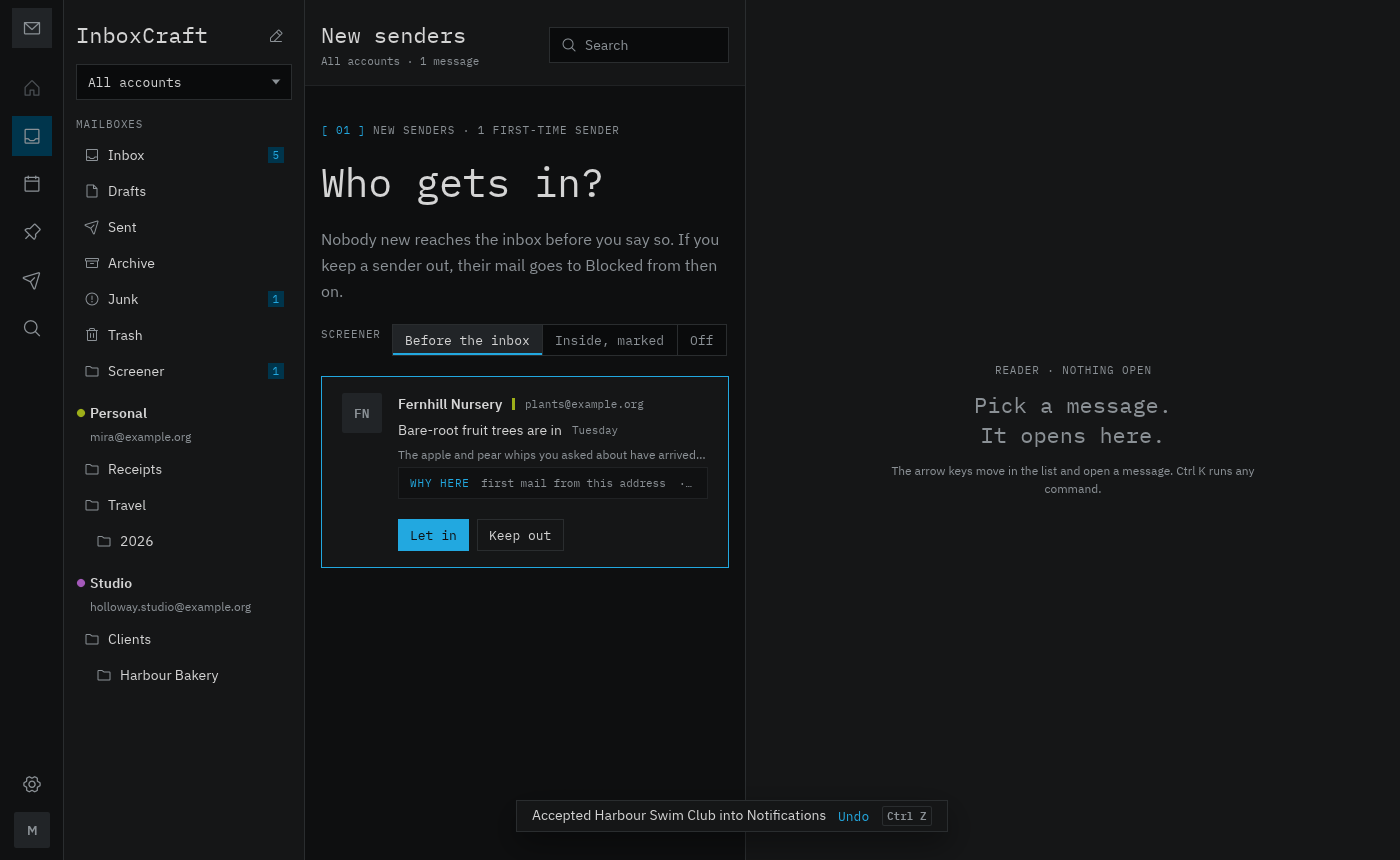 InboxCraft
All accounts
MAILBOXES
Inbox 5
Drafts
Sent
Archive
Junk 1
Trash
Screener 1
Personal
mira@example.org
Receipts
Travel
2026
Studio
holloway.studio@example.org
Clients
Harbour Bakery
M
New senders
All accounts · 1 message
Search
[ 01 ] NEW SENDERS · 1 FIRST-TIME SENDER
Who gets in?
Nobody new reaches the inbox before you say so. If you
keep a sender out, their mail goes to Blocked from then
on.
SCREENER Before the inbox Inside, marked Off
FN Fernhill Nursery plants@example.org
Bare-root fruit trees are in Tuesday
The apple and pear whips you asked about have arrived…
WHY HERE first mail from this address ·…
Let in Keep out
READER · NOTHING OPEN
Pick a message.
It opens here.
The arrow keys move in the list and open a message. Ctrl K runs any
command.
Accepted Harbour Swim Club into Notifications Undo Ctrl Z